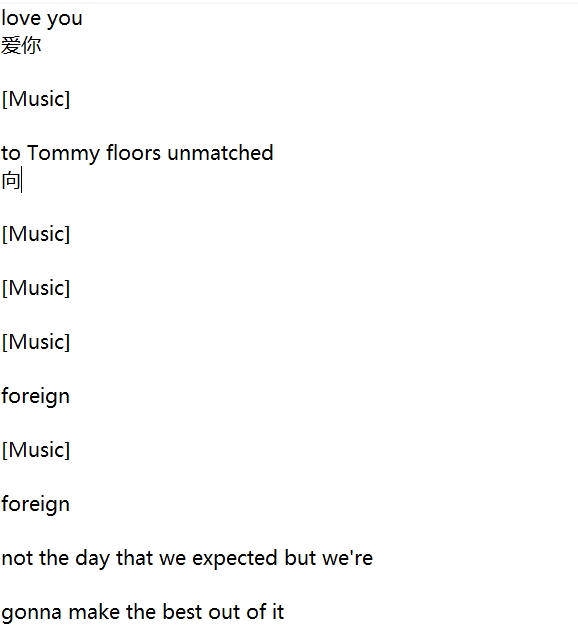 love you
爱你
[Music]
to Tommy floors unmatched
向
[Music]
[Music]
[Music]
foreign
[Music]
foreign
not the day that we expected but we're
gonna make the best out of it